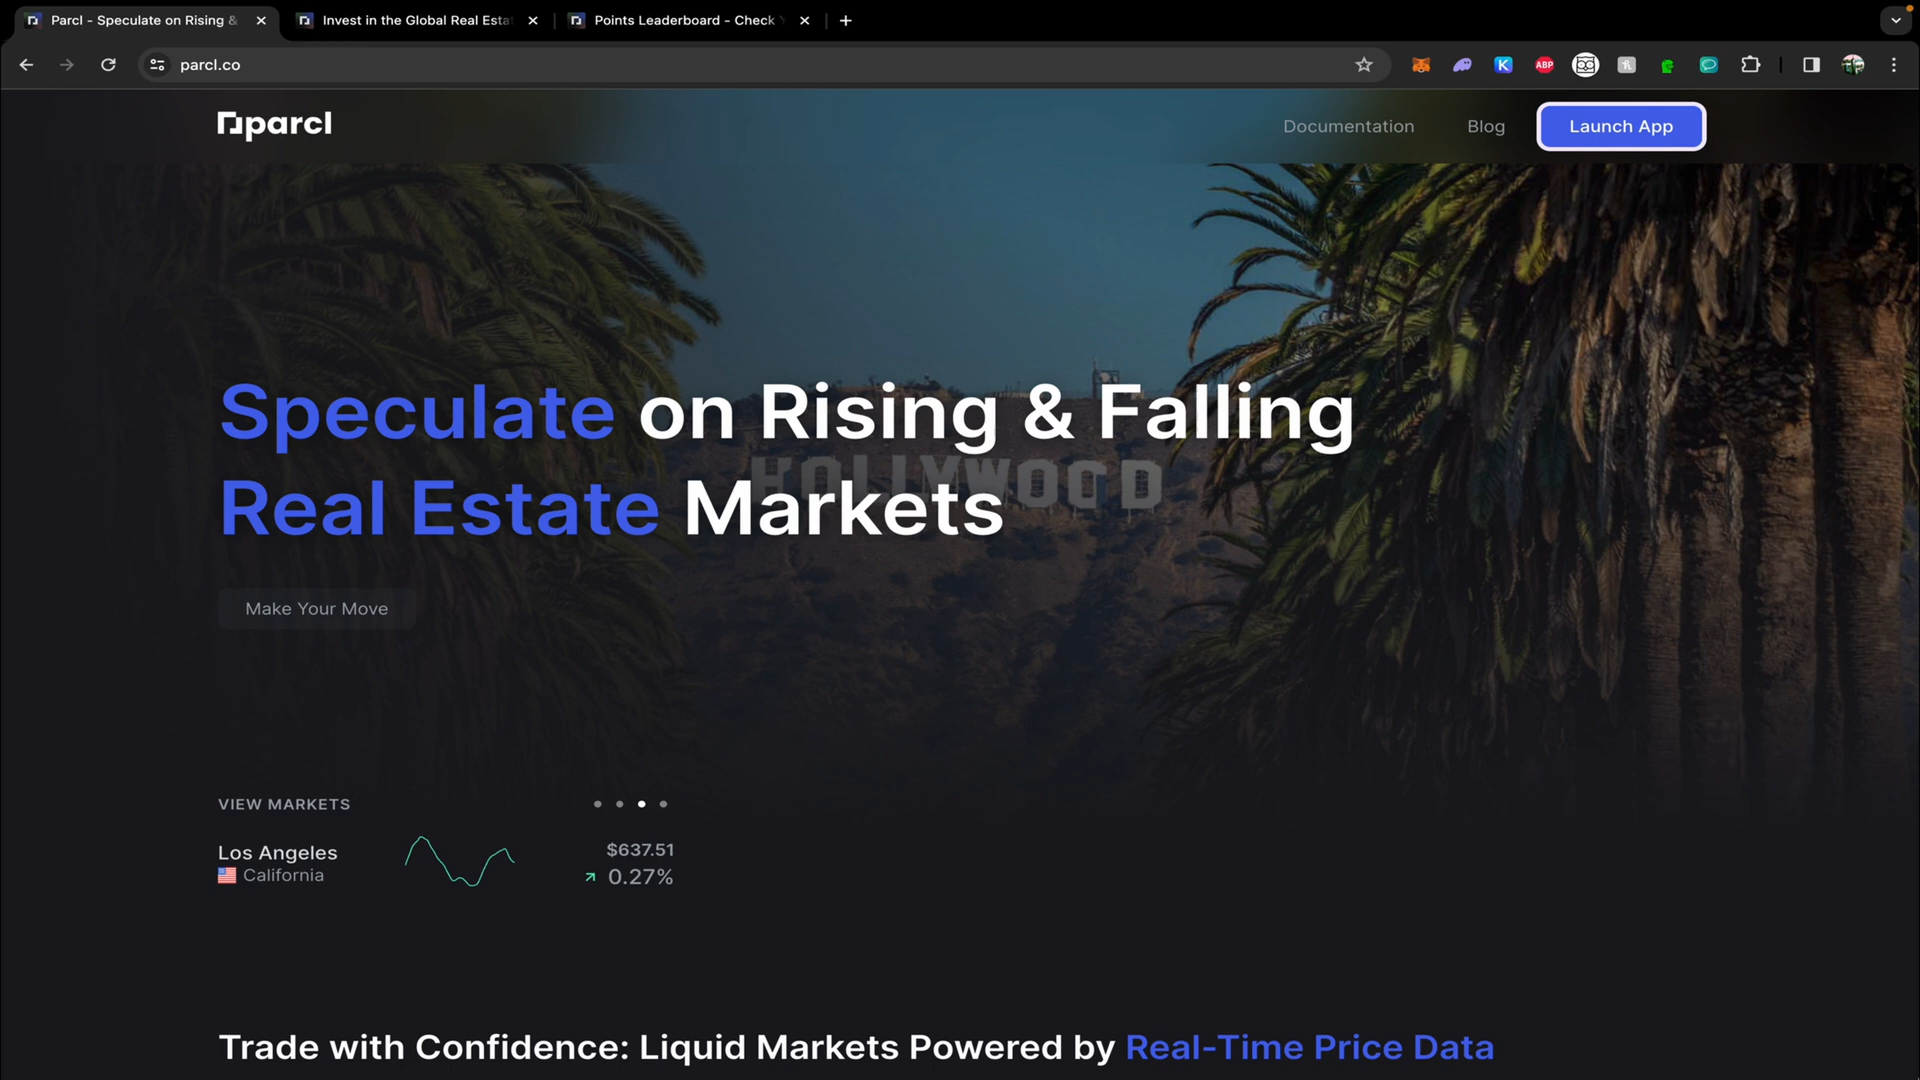 Parcl - Speculate on Rising &
Invest in the Global Real Esta
Points Leaderboard - Check
parcl.co
K
ABP
parcl
Documentation
Blog
Launch App
Speculate on Rising & Falling
HOLLYWOOD
Real Estate Markets
Make Your Move
VIEW MARKETS
Los Angeles
$637.51
California
0.27%
Trade with Confidence: Liquid Markets Powered by Real-Time Price Data